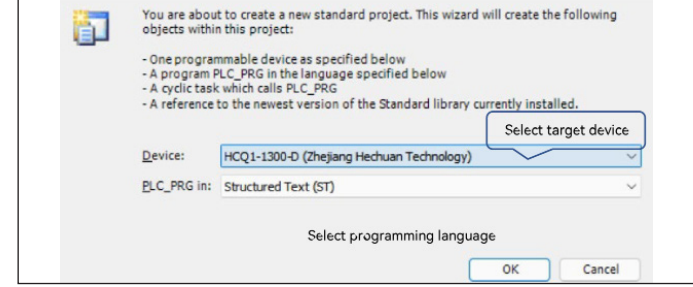 You are about to create a new standard project. This wizard will create the following
objects within this project:
- One programmable device as specified below
- A program PLC_PRG in the language specified below
- A cyclic task which calls PLC_PRG
- A reference to the newest version of the Standard library currently installed.
Select target device
Device: HCQ1-1300-D (Zhejiang Hechuan Technology)
PLC_PRG in: Structured Text (ST)
Select programming language
OK Cancel